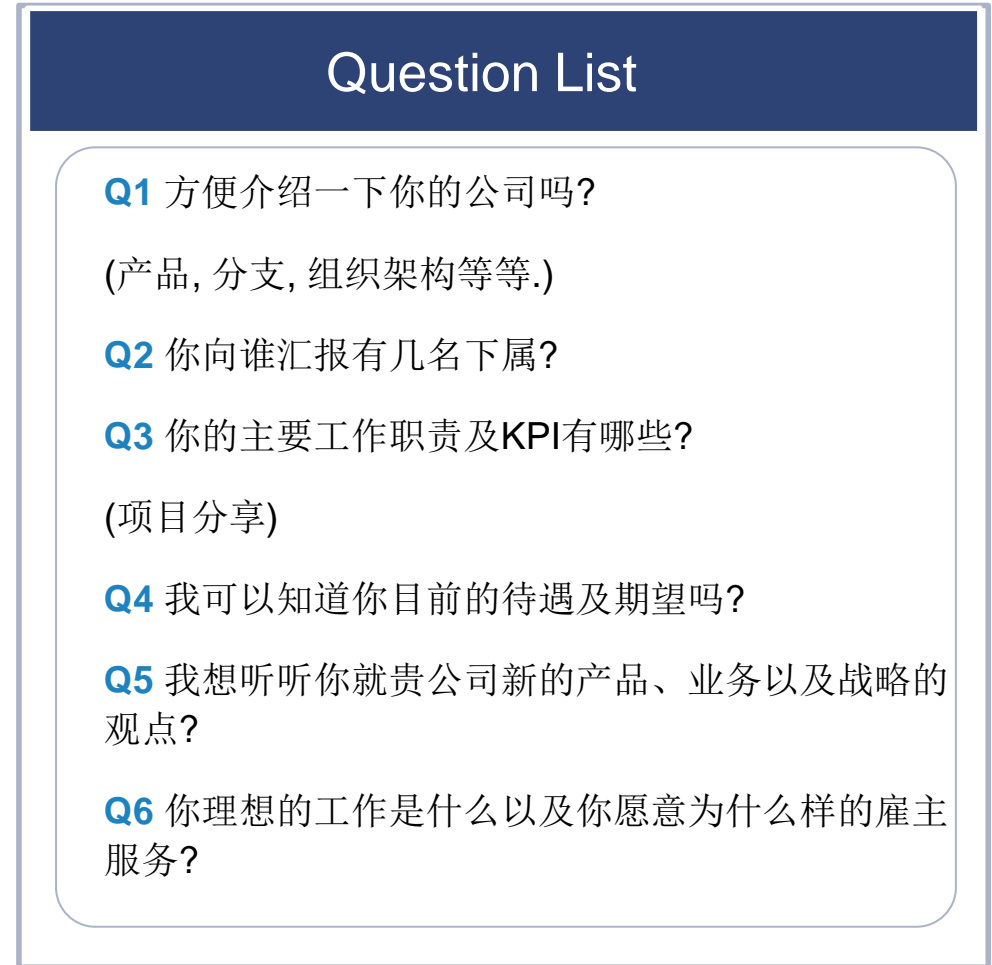 Question List
Q1 方便介绍一下你的公司吗?
(产品, 分支, 组织架构等等.)
Q2 你向谁汇报有几名下属?
Q3 你的主要工作职责及KPI有哪些?
(项目分享)
Q4 我可以知道你目前的待遇及期望吗?
Q5 我想听听你就贵公司新的产品、业务以及战略的
观点?
Q6 你理想的工作是什么以及你愿意为什么样的雇主
服务?